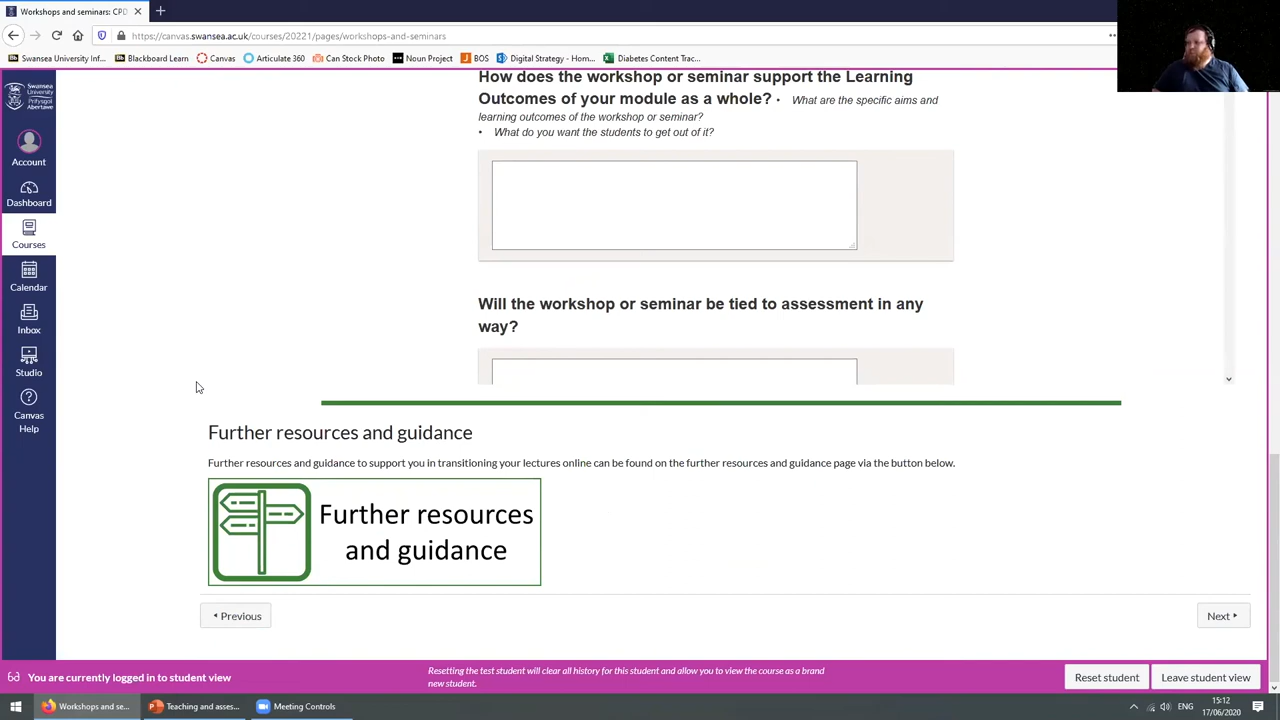 Workshops and seminars: CPD
https://canvas.swansea.ac.uk/courses/20221/pages/workshops-and-seminars
Bb Swansea University Inf...
Bb Blackboard Learn
Canvas
Articulate 360
Can Stock Photo
Noun Project
BOS
Digital Strategy - Hom...
Diabetes Content Trac...
Swansea
University
Prifysgol
Abertawe
Account
Dashboard
Courses
Calendar
Inbox
Studio
Canvas
Help
How does the workshop or seminar support the Learning
Outcomes of your module as a whole? • What are the specific aims and
learning outcomes of the workshop or seminar?
• What do you want the students to get out of it?
Will the workshop or seminar be tied to assessment in any
way?
Further resources and guidance
Further resources and guidance to support you in transitioning your lectures online can be found on the further resources and guidance page via the button below.
Further resources
and guidance
Previous
Next
You are currently logged in to student view
Resetting the test student will clear all history for this student and allow you to view the course as a brand
new student.
Reset student
Leave student view
Workshops and se...
Teaching and asses...
Meeting Controls
ENG
15:12
17/06/2020